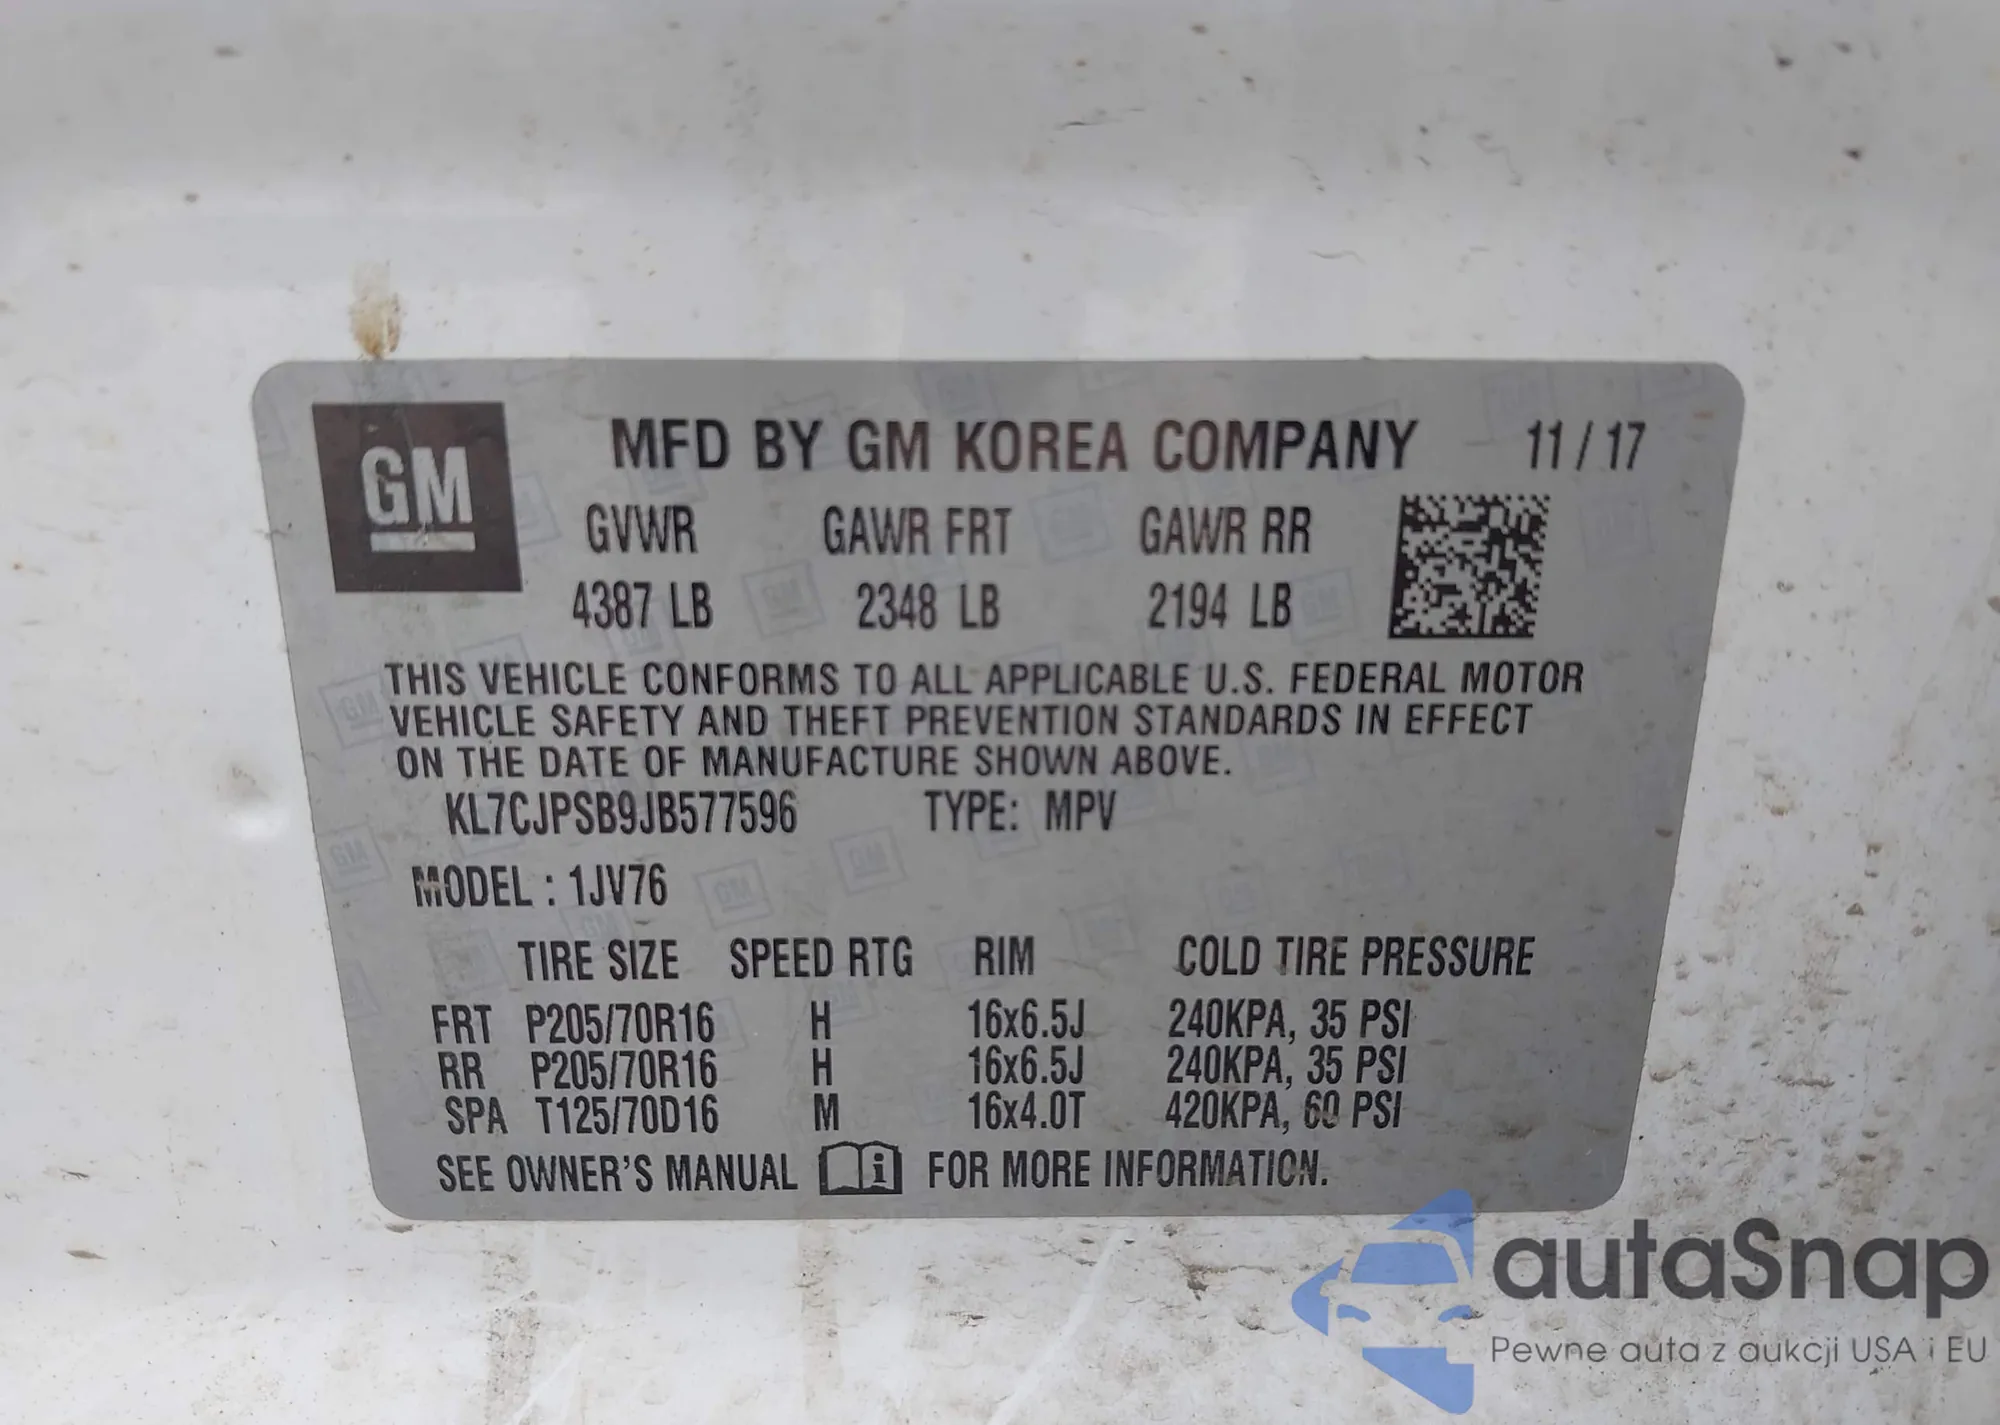 GM
MFD BY GM KOREA COMPANY 11/17
GVWR GAWR FRT GAWR RR
4387 LB 2348 LB 2194 LB
THIS VEHICLE CONFORMS TO ALL APPLICABLE U.S. FEDERAL MOTOR
VEHICLE SAFETY AND THEFT PREVENTION STANDARDS IN EFFECT
ON THE DATE OF MANUFACTURE SHOWN ABOVE.
KL7CJPSB9JB577596 TYPE: MPV
MODEL : 1JV76
TIRE SIZE SPEED RTG RIM COLD TIRE PRESSURE
FRT P205/70R16 H 16x6.5J 240KPA, 35 PSI
RR P205/70R16 H 16x6.5J 240KPA, 35 PSI
SPA T125/70D16 M 16x4.0T 420KPA, 60 PSI
SEE OWNER'S MANUAL i FOR MORE INFORMATION.
autaSnap
Pewne auta z aukcji USA i EU